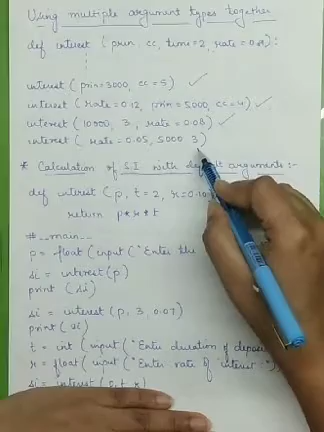 Using multiple argument types together
def interest ( prin, cc, time=2, rate = 0.09)
interest ( prin=3000, cc=5)
interest ( rate=0.12, prin=5000, cc=4)
interest (10000, 3, rate=0.08)
interest ( rate=0.05, 5000 3)
* Calculation of S.I with arguments :-
def interest (p, t=2, r=0.10
return p*r*t
#__main__
p = float (input ("Enter the
si = interest(p)
print (si)
si = interest (p, 3, 0.07)
print(si)
t = int (input ("Enter duration of deposit
r = float( input ("Enter rate of interest :")
si = interest (p, t, r)